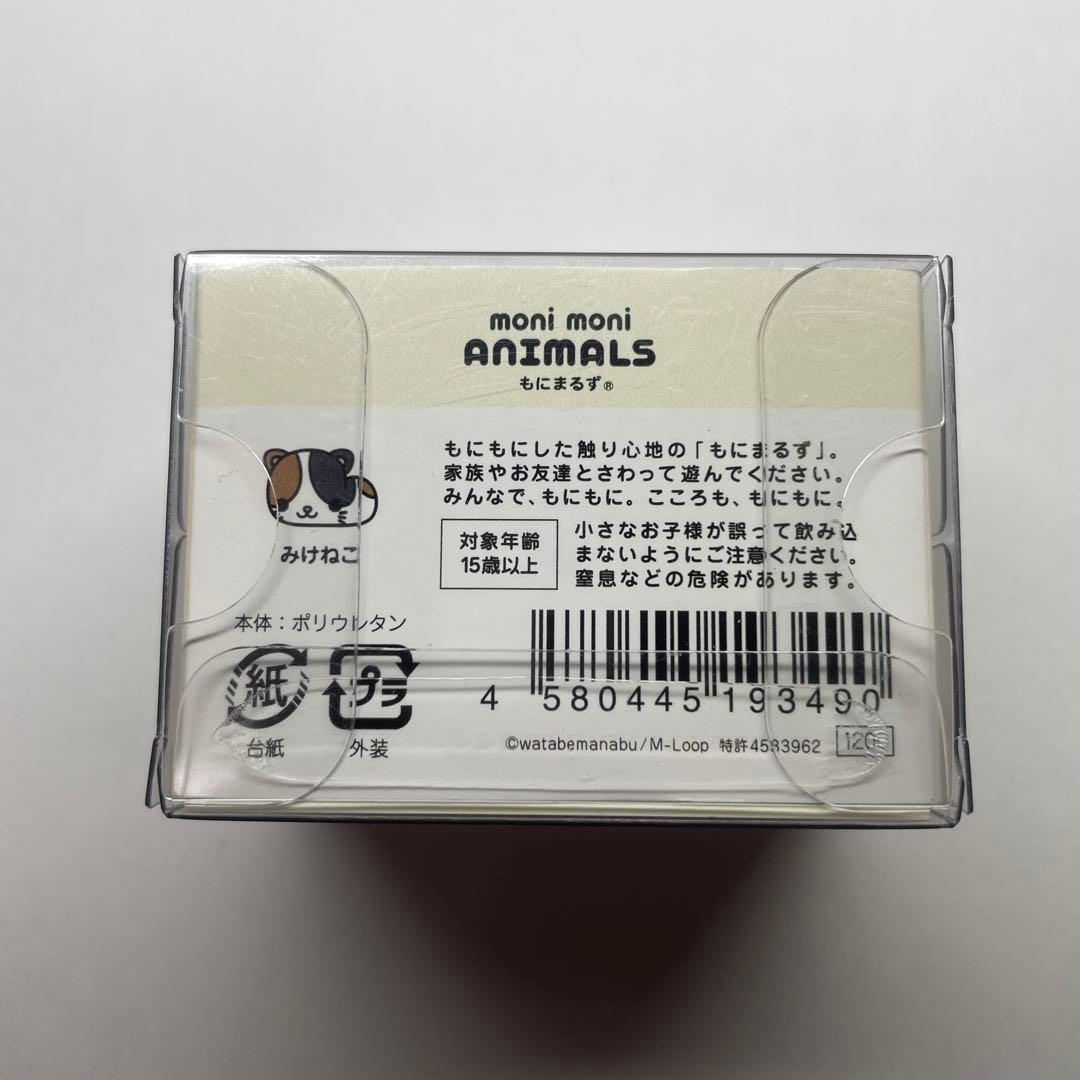 moni moni
ANIMALS
もにまるず®
もにもにした触り心地の「もにまるず」。
家族やお友達とさわって遊んでください。
みんなで、もにもに。こころも、もにもに。
みけねこ
対象年齢
15歳以上
小さなお子様が誤って飲み込
まないようにご注意ください。
窒息などの危険があります。
本体：ポリウレタン
紙
台紙
プラ
外装
4 580445 193490
©watabemanabu/M-Loop 特許4583962